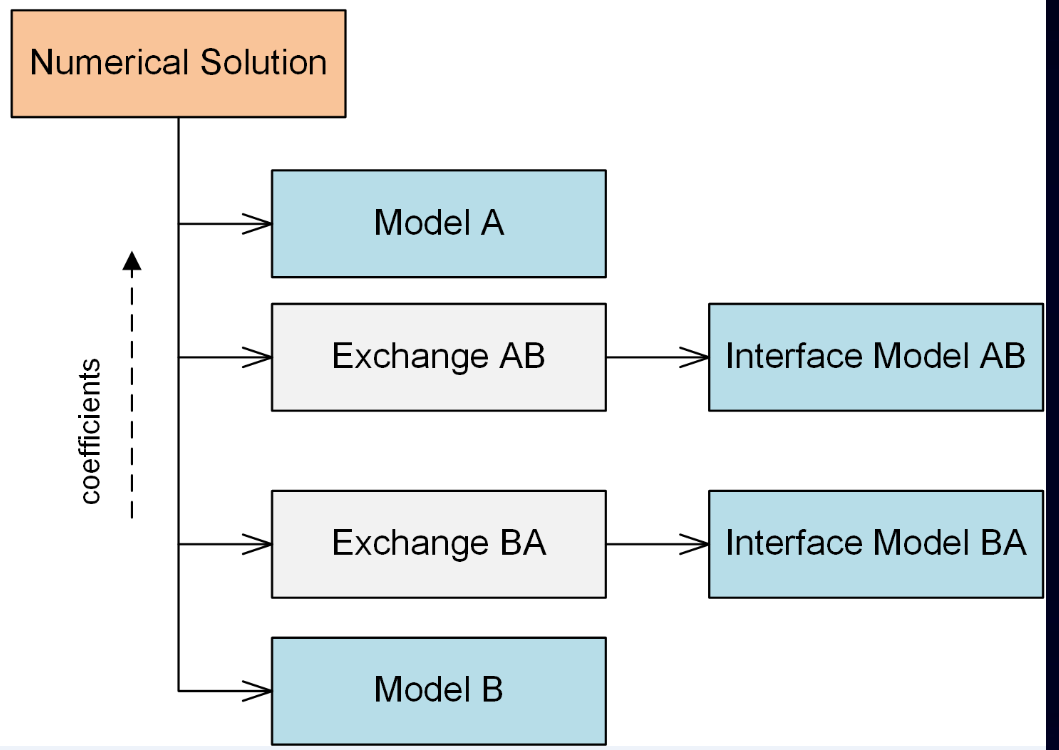 Numerical Solution
Model A
Exchange AB
Interface Model AB
coefficients
Exchange BA
Interface Model BA
Model B